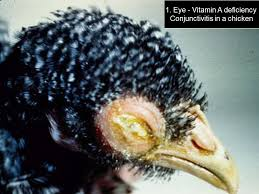 1. Eye - Vitamin A deficiency
Conjunctivitis in a chicken